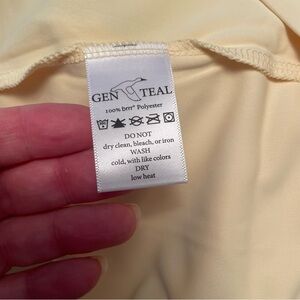 GEN TEAL
100% Polyester
DO NOT
dry clean, bleach, or iron
WASH
cold, with like colors
DRY
low heat